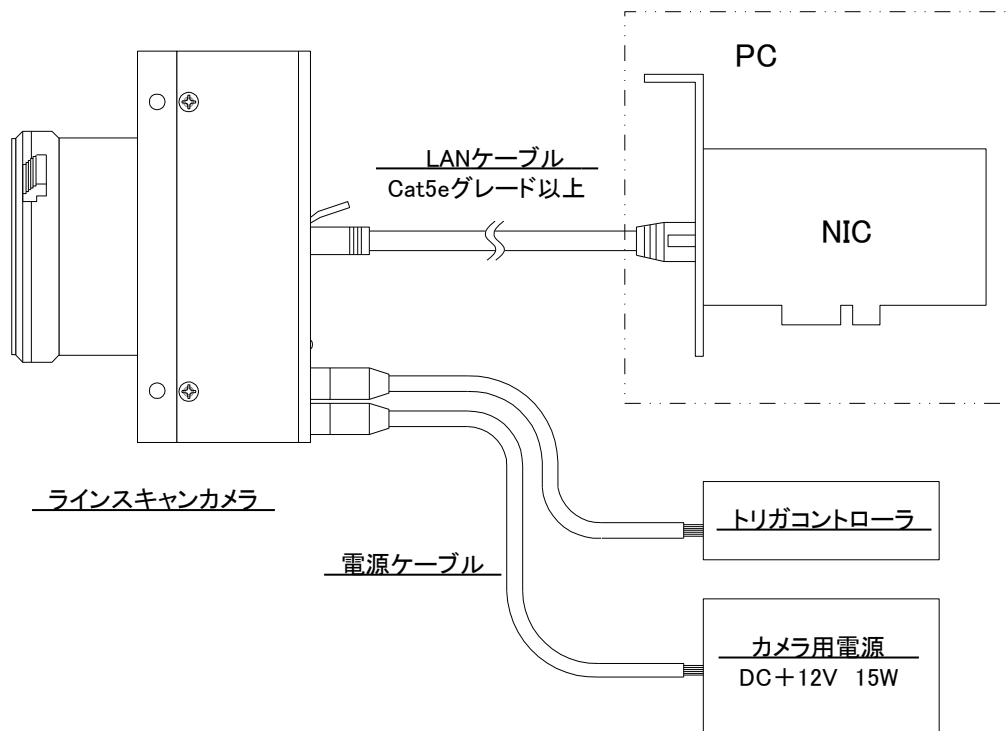 PC
LANケーブル
Cat5eグレード以上
NIC
ラインスキャンカメラ
トリガコントローラ
電源ケーブル
カメラ用電源
DC+12V 15W